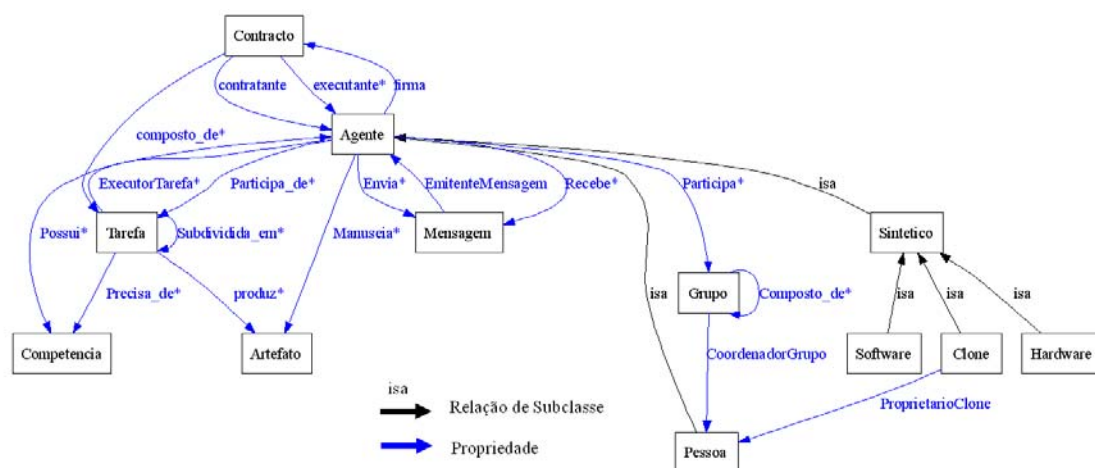 Contracto
contratante
executante*
firma
composto_de*
Agente
ExecutorTarefa*
Participa_de*
Envia*
EmitenteMensagem
Recebe*
Participa*
isa
Possui*
Tarefa
Subdividida_em*
Manuseia*
Mensagem
Sintetico
Precisa_de*
produz*
isa
Grupo
Composto_de*
isa
isa
isa
Competencia
Artefato
CoordenadorGrupo
Software
Clone
Hardware
isa
Relação de Subclasse
ProprietarioClone
Propriedade
Pessoa